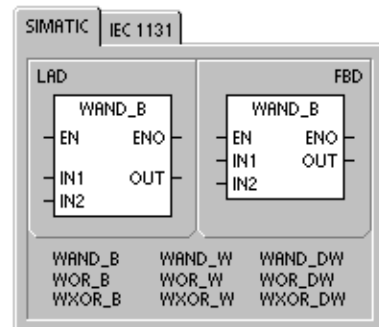 SIMATIC IEC 1131
LAD FBD
WAND_B WAND_B
EN ENO EN ENO
IN1 OUT IN1 OUT
IN2 IN2
WAND_B WAND_W WAND_DW
WOR_B WOR_W WOR_DW
WXOR_B WXOR_W WXOR_DW